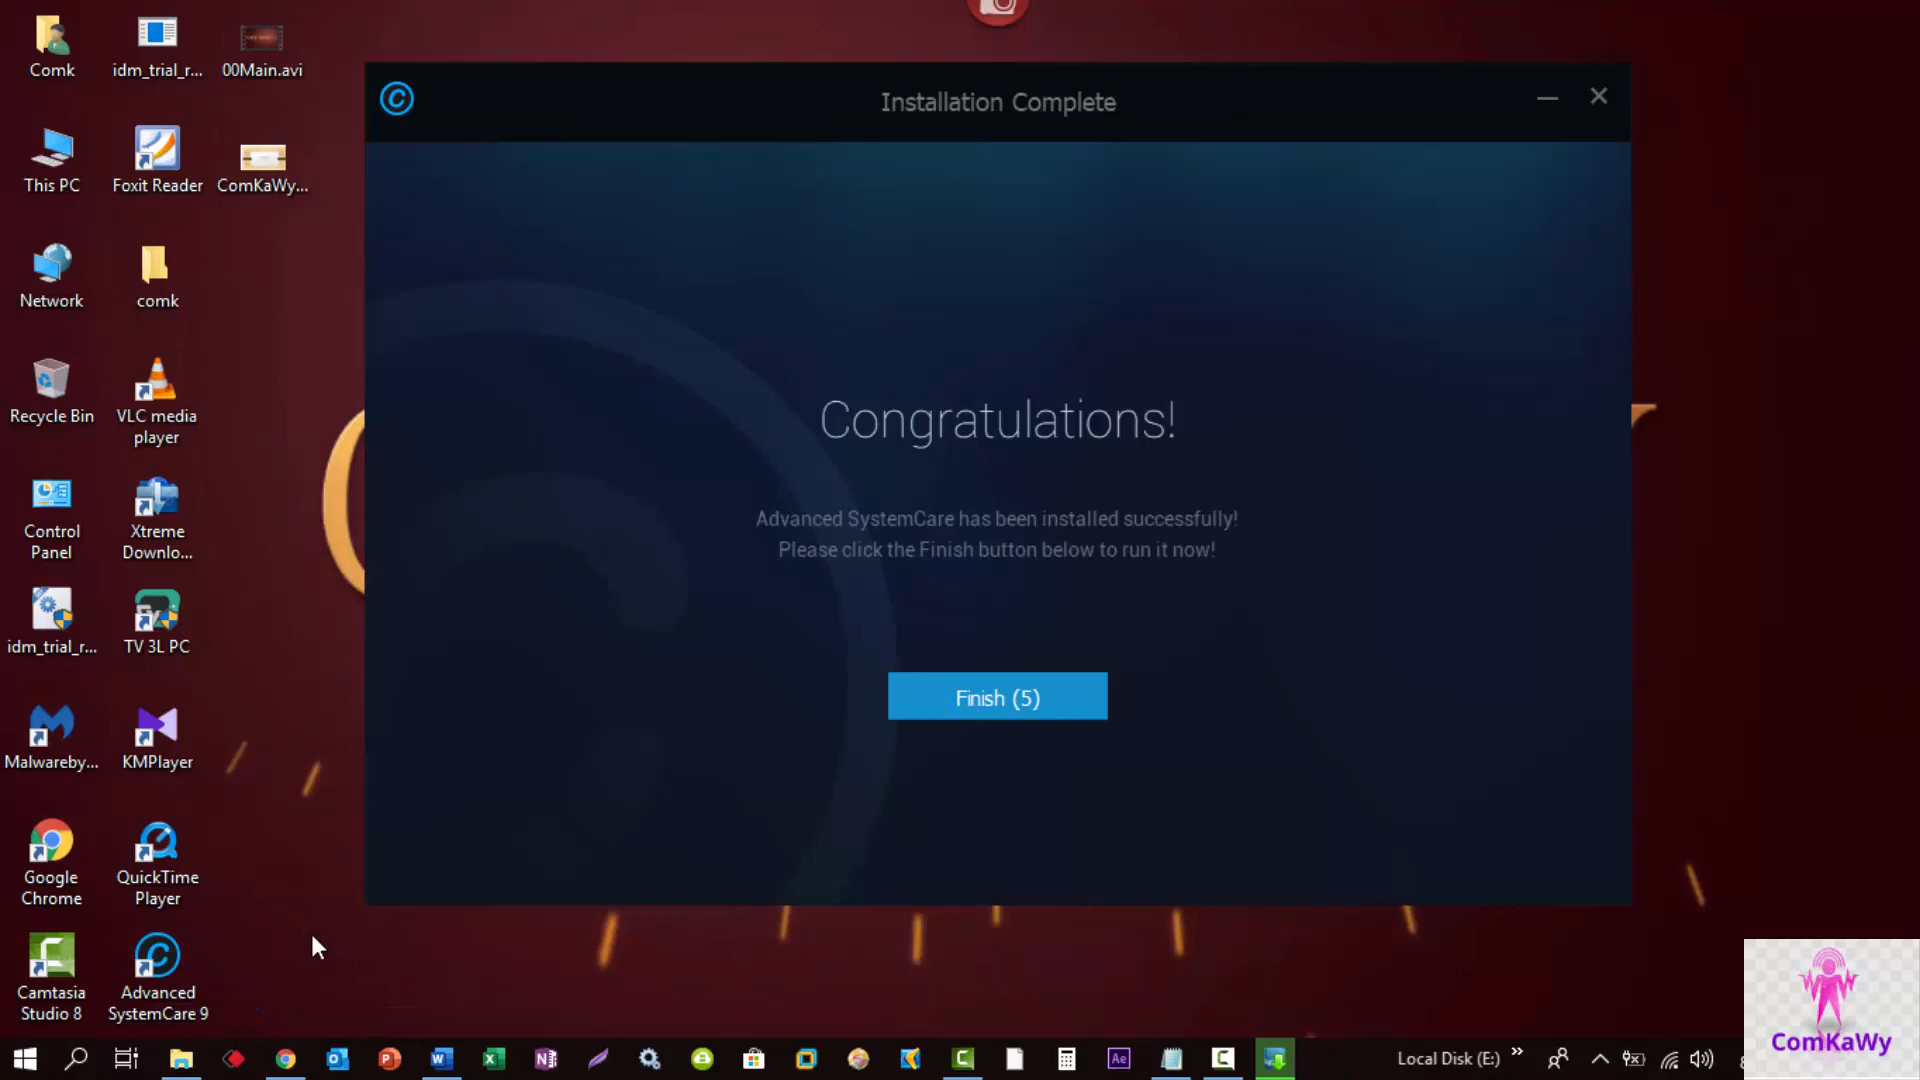 Comk
idm_trial_r...
00Main.avi
This PC
Foxit Reader
ComKaWy...
Network
comk
Recycle Bin
VLC media
player
Control
Panel
Xtreme
Downlo...
idm_trial_r...
TV 3L PC
Malwareby...
KMPlayer
Google
Chrome
QuickTime
Player
Camtasia
Studio 8
Advanced
SystemCare 9
Installation Complete
Congratulations!
Advanced SystemCare has been installed successfully!
Please click the Finish button below to run it now!
Finish (5)
Local Disk (E:)
ComKaWy